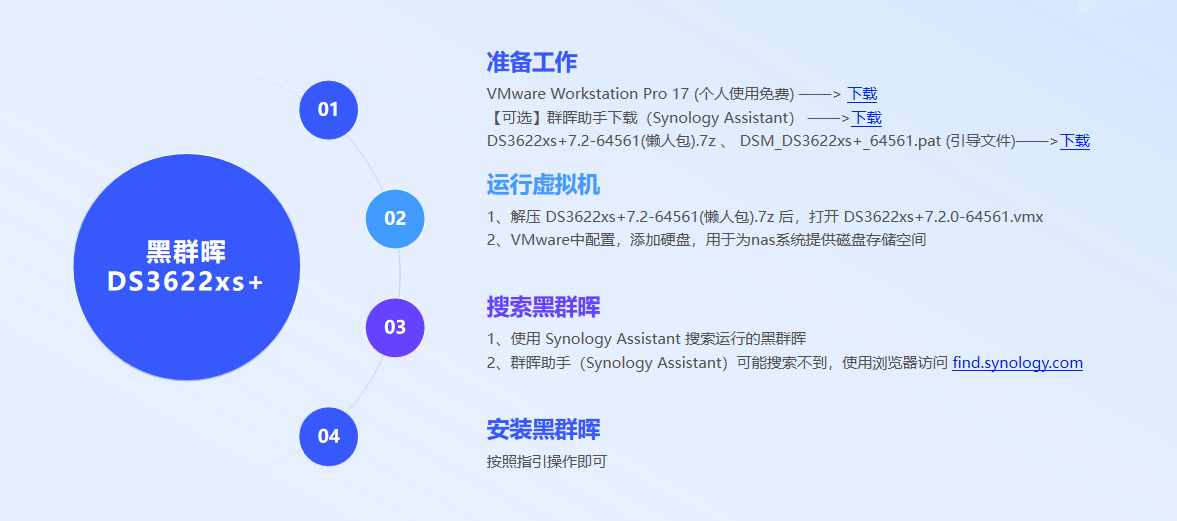 黑群晖
DS3622xs+
01
准备工作
VMware Workstation Pro 17 (个人使用免费) ——> 下载
【可选】群晖助手下载（Synology Assistant） ——>下载
DS3622xs+7.2-64561(懒人包).7z 、 DSM_DS3622xs+_64561.pat (引导文件)——>下载
02
运行虚拟机
1、解压 DS3622xs+7.2-64561(懒人包).7z 后，打开 DS3622xs+7.2.0-64561.vmx
2、VMware中配置，添加硬盘，用于为nas系统提供磁盘存储空间
03
搜索黑群晖
1、使用 Synology Assistant 搜索运行的黑群晖
2、群晖助手（Synology Assistant）可能搜索不到，使用浏览器访问 find.synology.com
04
安装黑群晖
按照指引操作即可